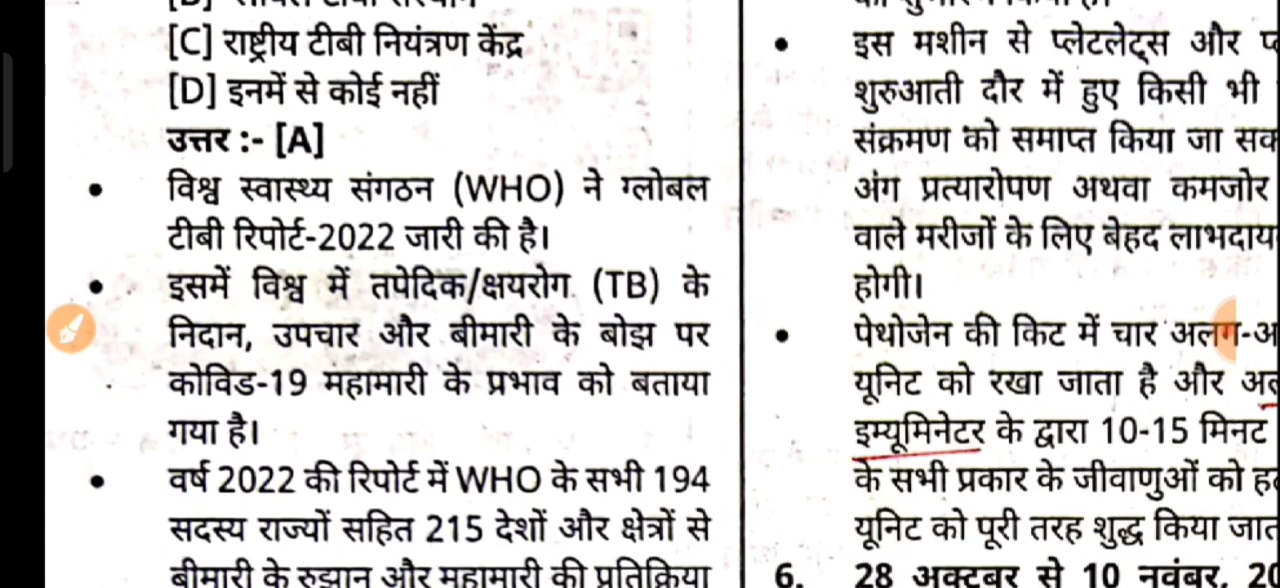 [C] राष्ट्रीय टीबी नियंत्रण केंद्र
[D] इनमें से कोई नहीं
उत्तर :- [A]
• विश्व स्वास्थ्य संगठन (WHO) ने ग्लोबल
टीबी रिपोर्ट-2022 जारी की है।
• इसमें विश्व में तपेदिक/क्षयरोग (TB) के
निदान, उपचार और बीमारी के बोझ पर
कोविड-19 महामारी के प्रभाव को बताया
गया है।
• वर्ष 2022 की रिपोर्ट में WHO के सभी 194
सदस्य राज्यों सहित 215 देशों और क्षेत्रों से
बीमारी के रुझान और महामारी की प्रतिक्रिया
• इस मशीन से प्लेटलेट्स और
शुरुआती दौर में हुए किसी भी
संक्रमण को समाप्त किया जा
अंग प्रत्यारोपण अथवा कमजोर
वाले मरीजों के लिए बेहद
होगी।
• पेथोजेन की किट में चार
यूनिट को रखा जाता है और
इम्यूमिनेटर के द्वारा 10-15 मिनट
के सभी प्रकार के जीवाणुओं को
यूनिट को पूरी तरह शुद्ध किया
6. 28 अक्टूबर से 10 नवंबर,